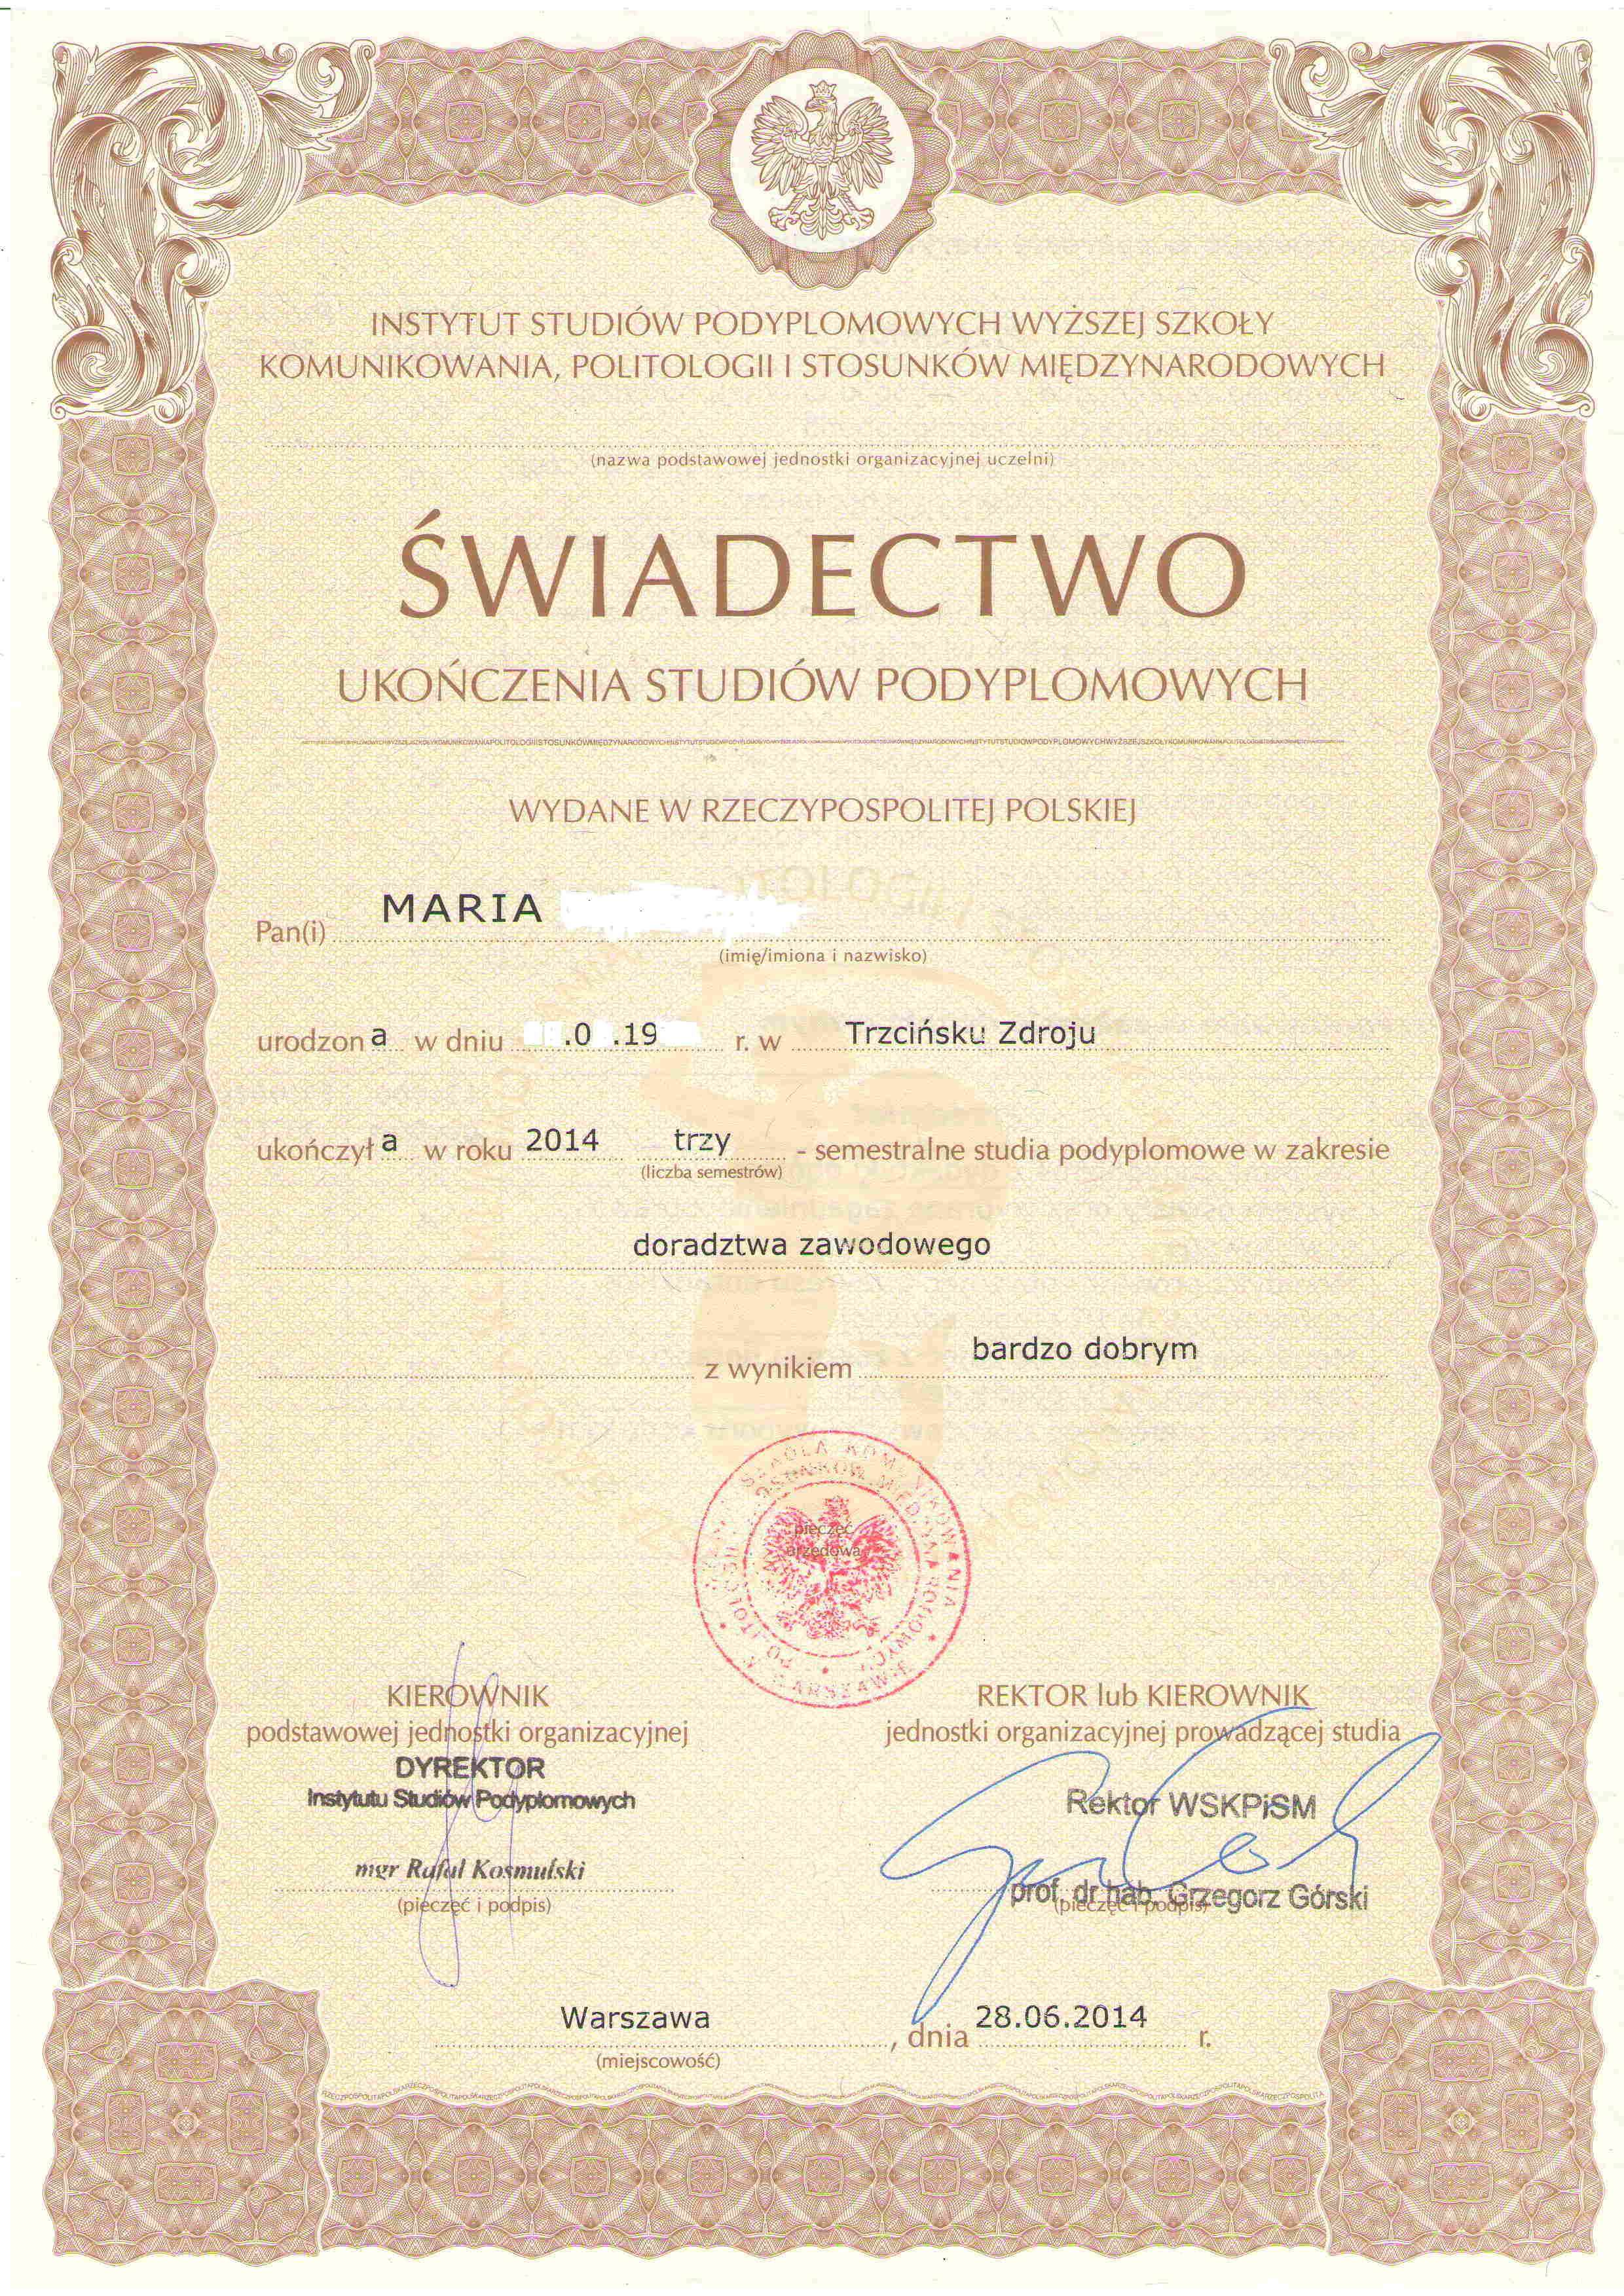 INSTYTUT STUDIÓW PODYPLOMOWYCH WYŻSZEJ SZKOŁY
KOMUNIKOWANIA, POLITOLOGII I STOSUNKÓW MIĘDZYNARODOWYCH
(nazwa podstawowej jednostki organizacyjnej uczelni)
ŚWIADECTWO
UKOŃCZENIA STUDIÓW PODYPLOMOWYCH
WYDANE W RZECZYPOSPOLITEJ POLSKIEJ
Pan(i) MARIA
(imię/imiona i nazwisko)
urodzona w dniu .0 .19 r. w Trzcińsku Zdroju
ukończyła w roku 2014 trzy - semestralne studia podyplomowe w zakresie
(liczba semestrów)
doradztwa zawodowego
z wynikiem bardzo dobrym
pieczęć
urzędowa
KIEROWNIK
podstawowej jednostki organizacyjnej
DYREKTOR
Instytutu Studiów Podyplomowych
mgr Rafał Kosmulski
(pieczęć i podpis)
REKTOR lub KIEROWNIK
jednostki organizacyjnej prowadzącej studia
Rektor WSKPiSM
prof. dr hab. Grzegorz Górski
(pieczęć i podpis)
Warszawa, dnia 28.06.2014 r.
(miejscowość)